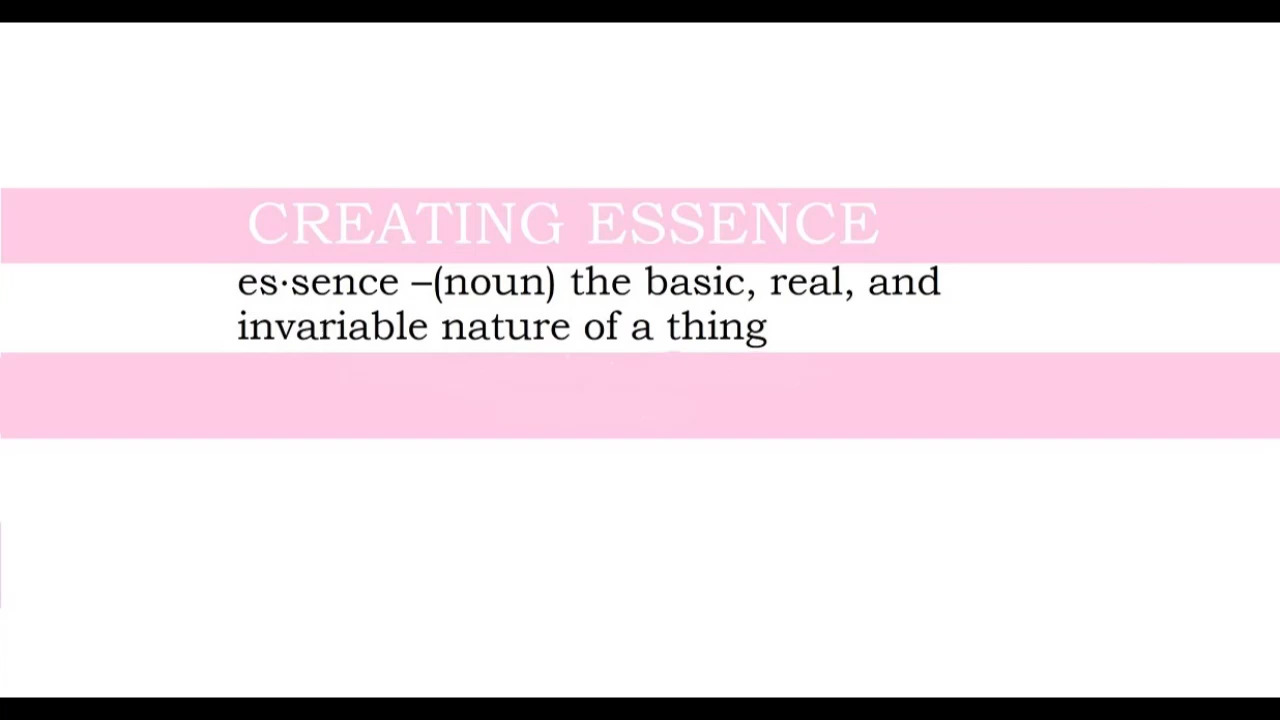 CREATING ESSENCE
es·sence –(noun) the basic, real, and
invariable nature of a thing